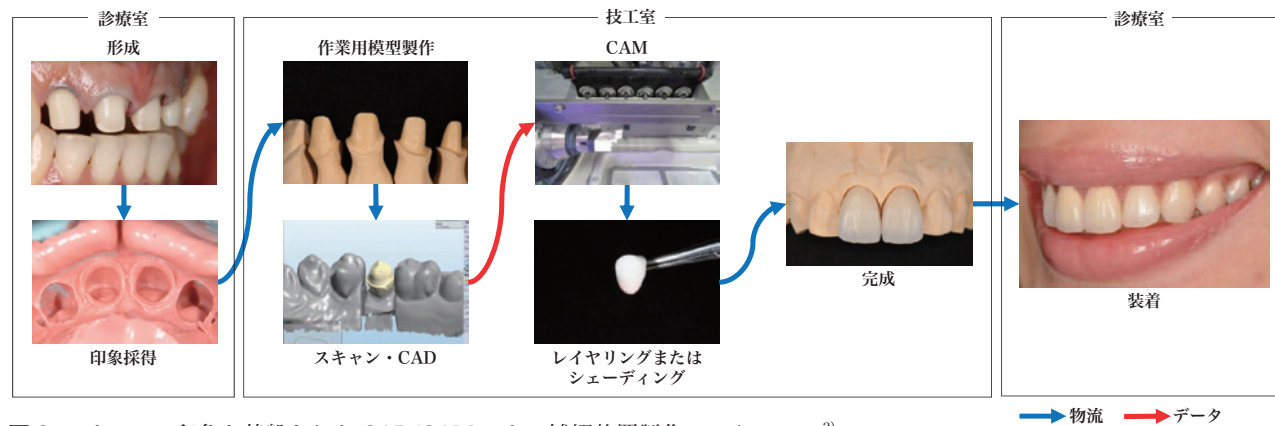 診療室
形成
印象採得
技工室
作業用模型製作
スキャン・CAD
CAM
レイヤリングまたは
シェーディング
完成
診療室
装着
物流
データ